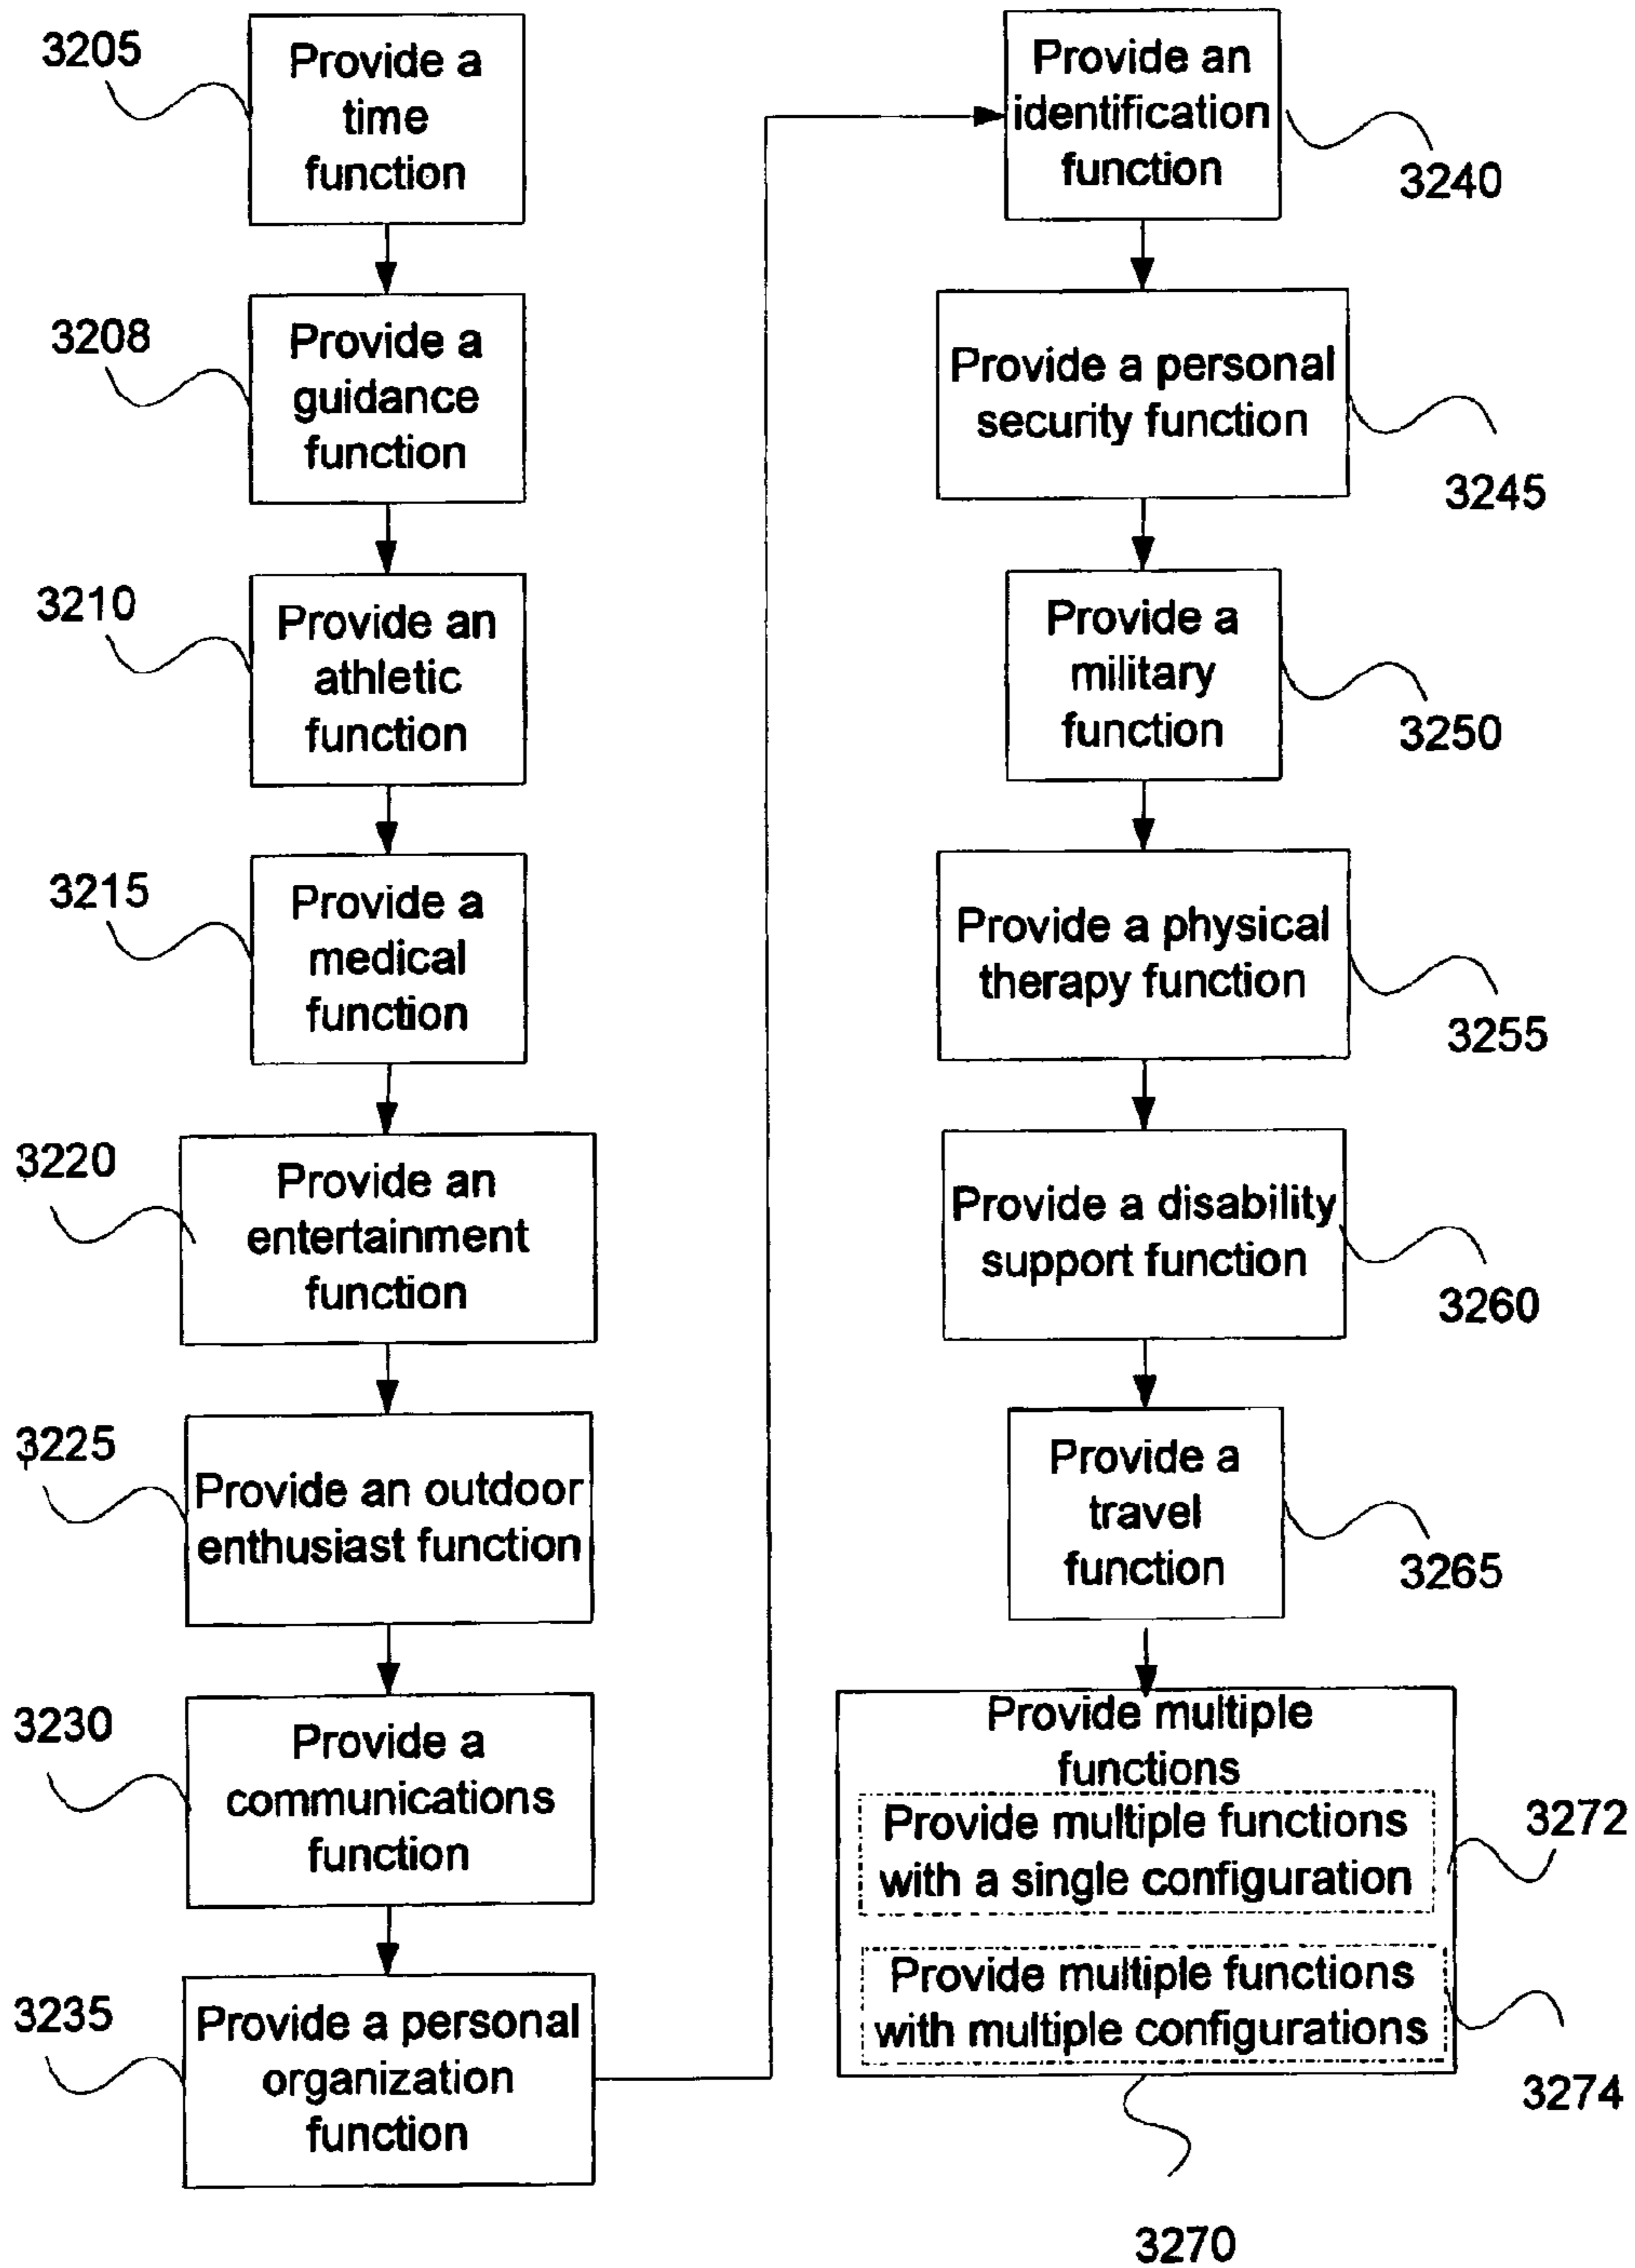 3205
Provide a
time
function
3208
Provide a
guidance
function
3210
Provide an
athletic
function
3215
Provide a
medical
function
3220
Provide an
entertainment
function
3225
Provide an outdoor
enthusiast function
3230
Provide a
communications
function
3235
Provide a personal
organization
function
Provide an
identification
function
3240
Provide a personal
security function
3245
Provide a
military
function
3250
Provide a physical
therapy function
3255
Provide a disability
support function
3260
Provide a
travel
function
3265
Provide multiple
functions
Provide multiple functions
with a single configuration
3272
Provide multiple functions
with multiple configurations
3274
3270